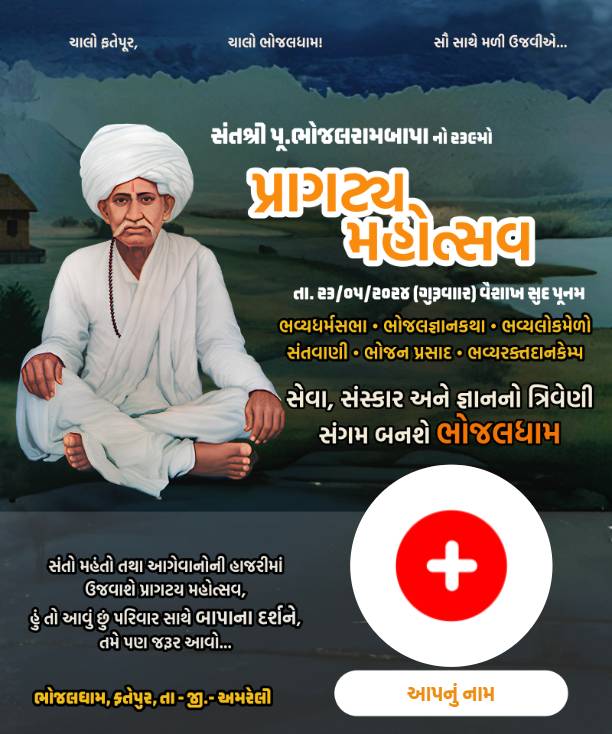 ચાલો ફતેપૂર, ચાલો ભોજલધામ! સૌ સાથે મળી ઉજવીએ...
સંતશ્રી પૂ.ભોજલરામબાપા નો ૨૩૯મો
પ્રાગટ્ય
મહોત્સવ
તા. ૨૩/૦૫/૨૦૨૪ (ગુરૂવાાર) વૈશાખ સુદ પૂનમ
ભવ્યધર્મસભા • ભોજલજ્ઞાનકથા • ભવ્યલોકમેળો
સંતવાણી • ભોજન પ્રસાદ • ભવ્યરક્તદાનકેમ્પ
સેવા, સંસ્કાર અને જ્ઞાનનો ત્રિવેણી
સંગમ બનશે ભોજલધામ
સંતો મહંતો તથા આગેવાનોની હાજરીમાં
ઉજવાશે પ્રાગટય મહોત્સવ,
હું તો આવું છું પરિવાર સાથે બાપાના દર્શને,
તમે પણ જરૂર આવો...
ભોજલધામ, ફતેપુર, તા - જી.- અમરેલી
આપનું નામ